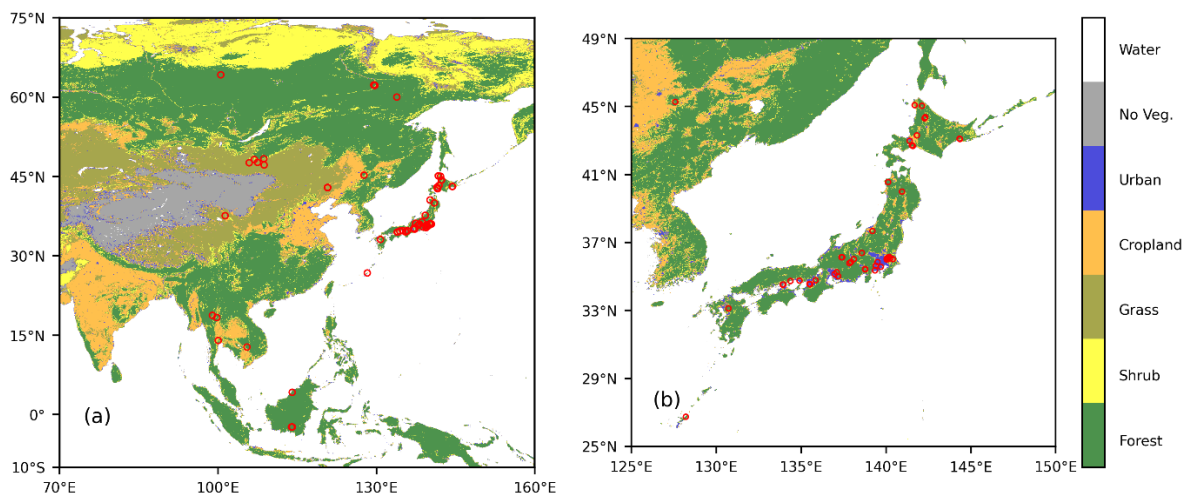 75°N
60°N
45°N
30°N
15°N
0°
10°S
70°E
100°E
130°E
160°E
(a)
49°N
45°N
41°N
37°N
33°N
29°N
25°N
125°E
130°E
135°E
140°E
145°E
150°E
(b)
Water
No Veg.
Urban
Cropland
Grass
Shrub
Forest